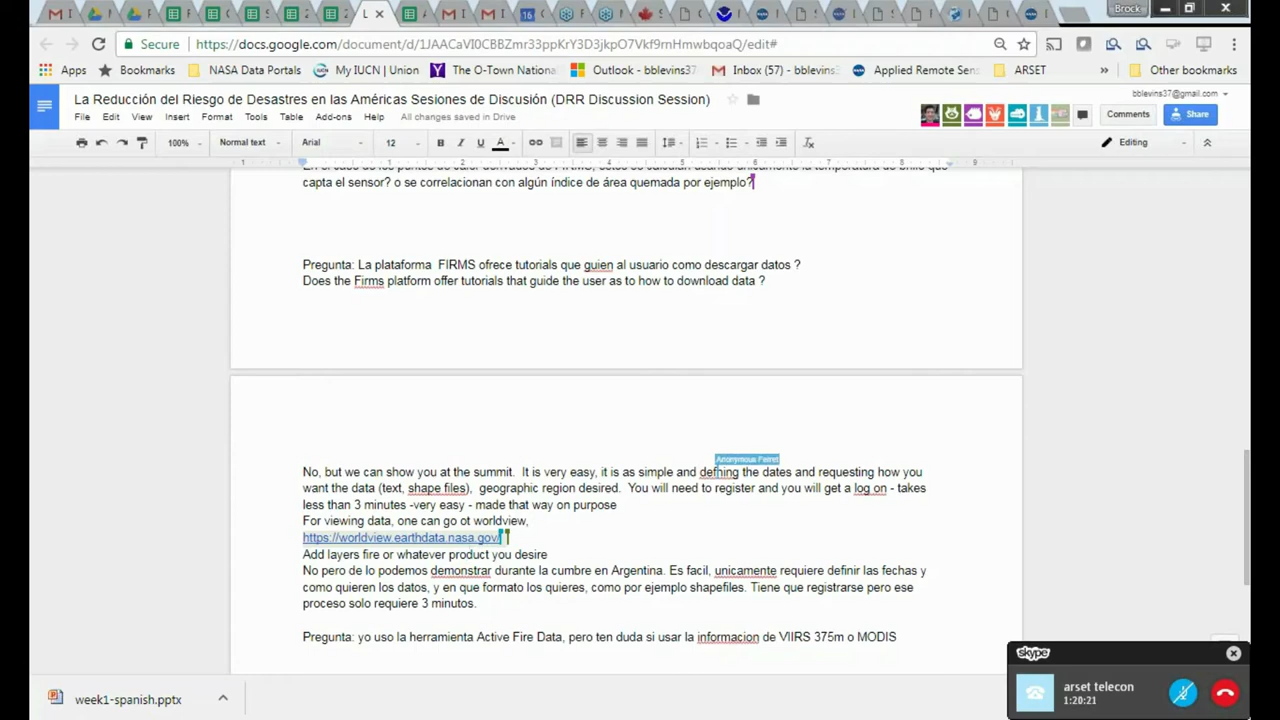 Brock
Secure https://docs.google.com/document/d/1JAACaVI0CBBZmr33ppKrY3D3jkpO7Vkf9rnHmwbqoaQ/edit#
Apps Bookmarks NASA Data Portals My IUCN | Union The O-Town Nationa Outlook - bblevins37 Inbox (57) - bblevins Applied Remote Sens ARSET » Other bookmarks
bblevins37@gmail.com
La Reducción del Riesgo de Desastres en las Américas Sesiones de Discusión (DRR Discussion Session)
File Edit View Insert Format Tools Table Add-ons Help All changes saved in Drive
Comments Share
100% Normal text Arial 12 B I U A Editing
1 1 2 3 4 5 6 7 8 9
capta el sensor? o se correlacionan con algún índice de área quemada por ejemplo?
Pregunta: La plataforma FIRMS ofrece tutorials que guien al usuario como descargar datos ?
Does the Firms platform offer tutorials that guide the user as to how to download data ?
No, but we can show you at the summit. It is very easy, it is as simple and defining the dates and requesting how you
want the data (text, shape files), geographic region desired. You will need to register and you will get a log on - takes
less than 3 minutes -very easy - made that way on purpose
For viewing data, one can go ot worldview,
https://worldview.earthdata.nasa.gov/
Add layers fire or whatever product you desire
No pero de lo podemos demonstrar durante la cumbre en Argentina. Es facil, unicamente requiere definir las fechas y
como quieren los datos, y en que formato los quieres, como por ejemplo shapefiles. Tiene que registrarse pero ese
proceso solo requiere 3 minutos.
Pregunta: yo uso la herramienta Active Fire Data, pero ten duda si usar la informacion de VIIRS 375m o MODIS
skype
arset telecon
1:20:21
week1-spanish.pptx